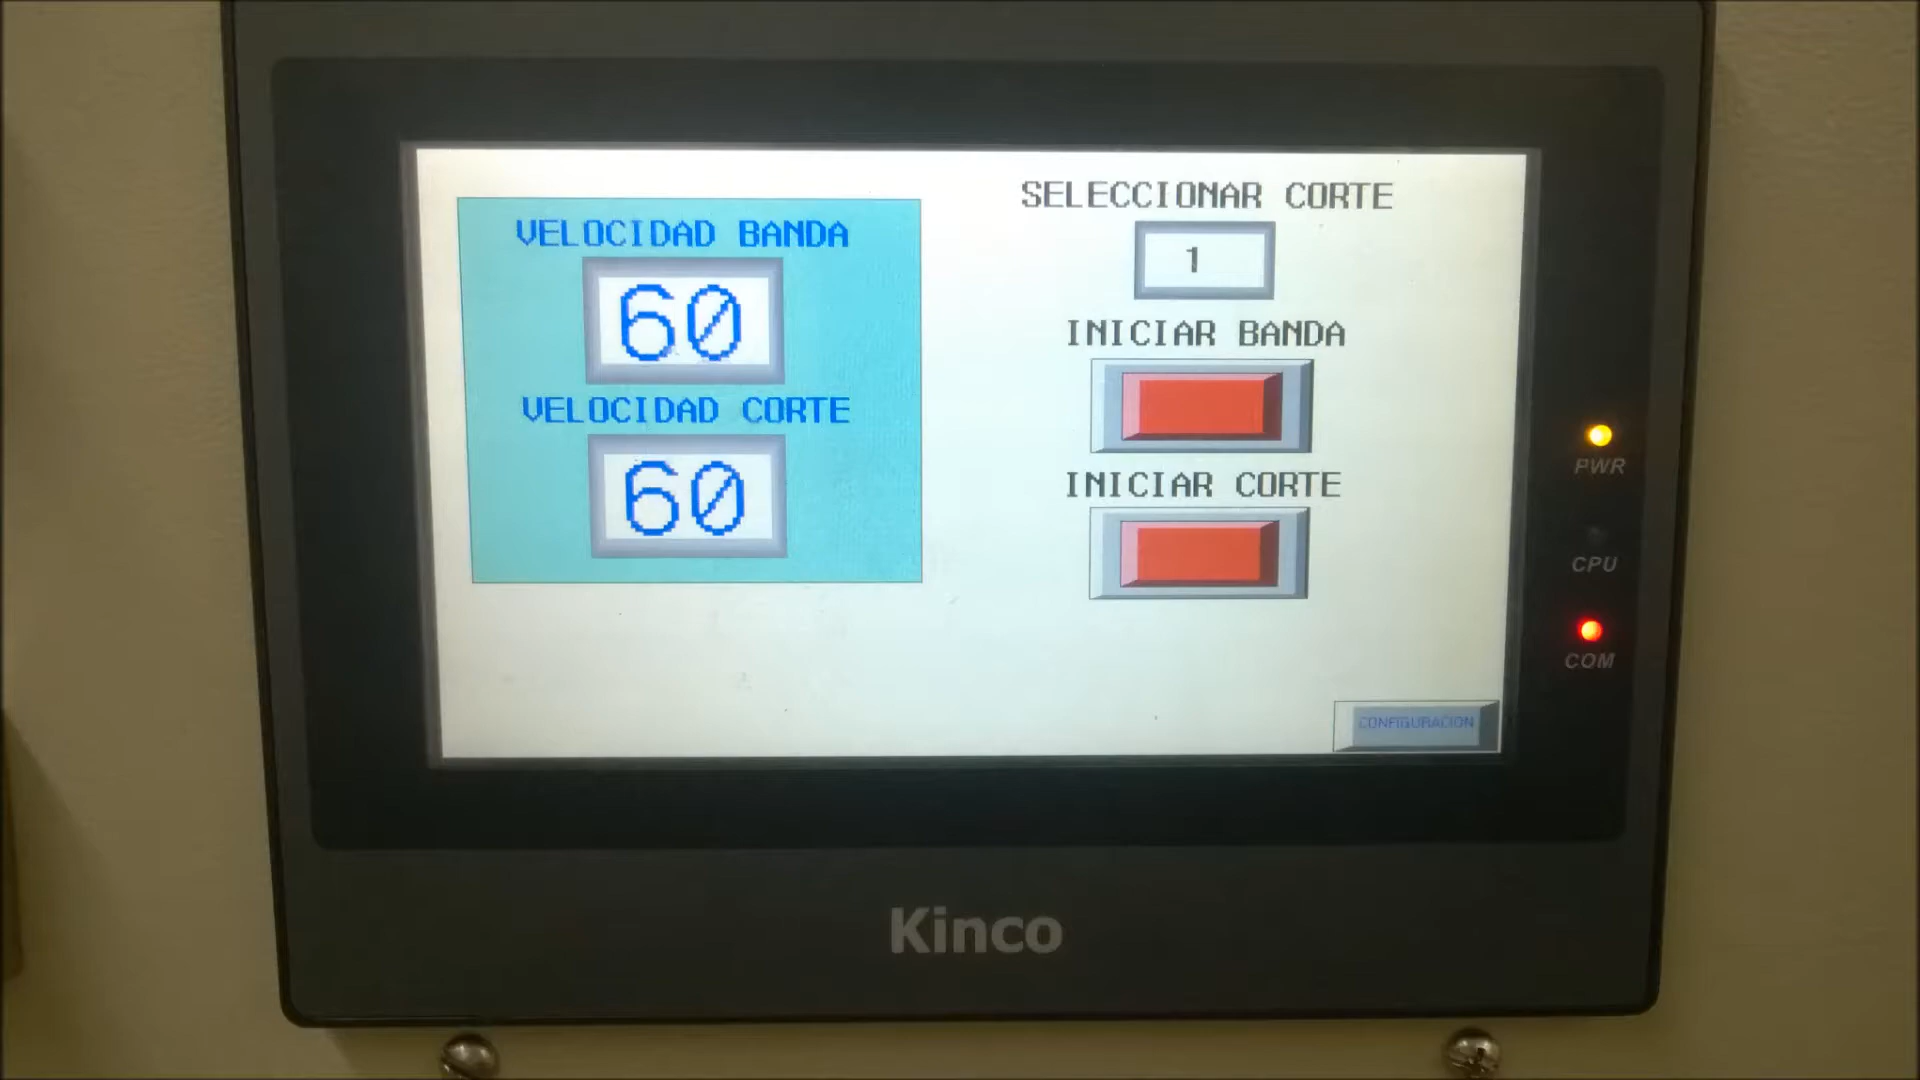 VELOCIDAD BANDA
60
VELOCIDAD CORTE
60
SELECCIONAR CORTE
1
INICIAR BANDA
INICIAR CORTE
CONFIGURACION
PWR
CPU
COM
Kinco